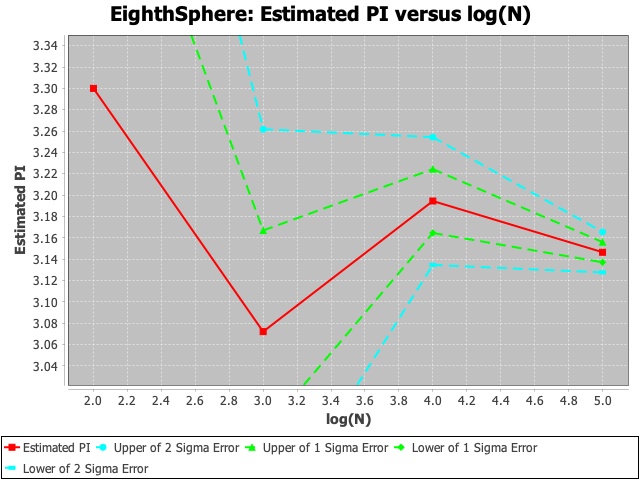 EighthSphere: Estimated PI versus log(N)
3.34
3.32
3.30
3.28
3.26
3.24
3.22
3.20
3.18
3.16
3.14
3.12
3.10
3.08
3.06
3.04
Estimated PI
2.0 2.2 2.4 2.6 2.8 3.0 3.2 3.4 3.6 3.8 4.0 4.2 4.4 4.6 4.8 5.0
log(N)
Estimated PI Upper of 2 Sigma Error Upper of 1 Sigma Error Lower of 1 Sigma Error
Lower of 2 Sigma Error